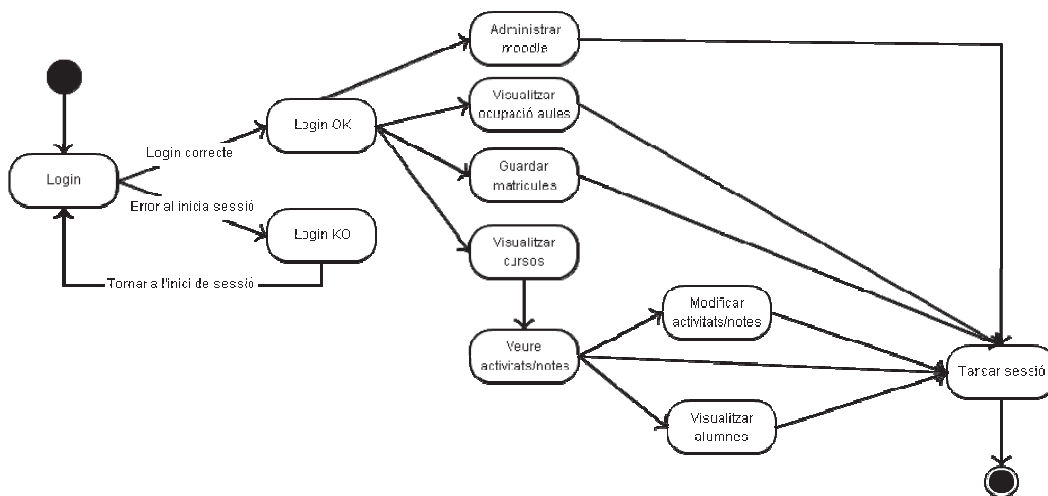 Administrar
moodle
Visualitzar
ocupació aules
Login OK
Login correcte
Guardar
matricules
Login
Error al inicia sessió
Login KO
Visualitzar
cursos
Tornar a l'inici de sessió
Modificar
activitats/notes
Veure
activitats/notes
Tancar sessió
Visualitzar
alumnes